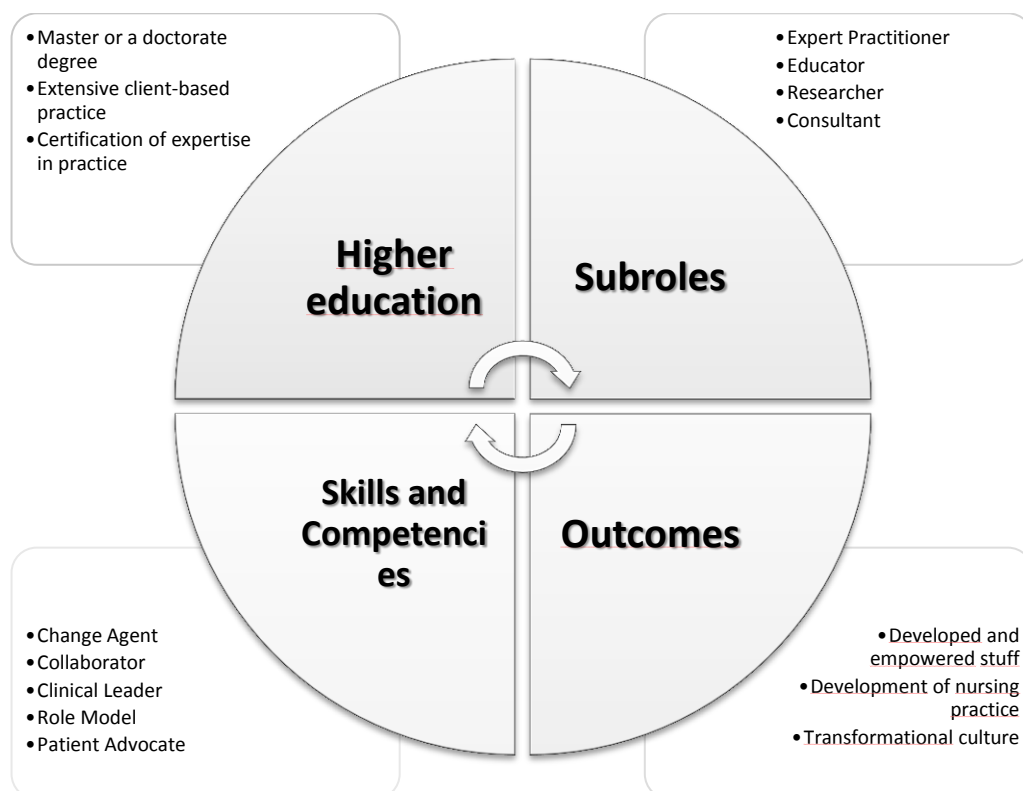 •Master or a doctorate
degree
•Extensive client-based
practice
•Certification of expertise
in practice
•Expert Practitioner
•Educator
•Researcher
•Consultant
Higher
education
Subroles
Skills and
Competenci
es
Outcomes
•Change Agent
•Collaborator
•Clinical Leader
•Role Model
•Patient Advocate
•Developed and
empowered stuff
•Development of nursing
practice
•Transformational culture